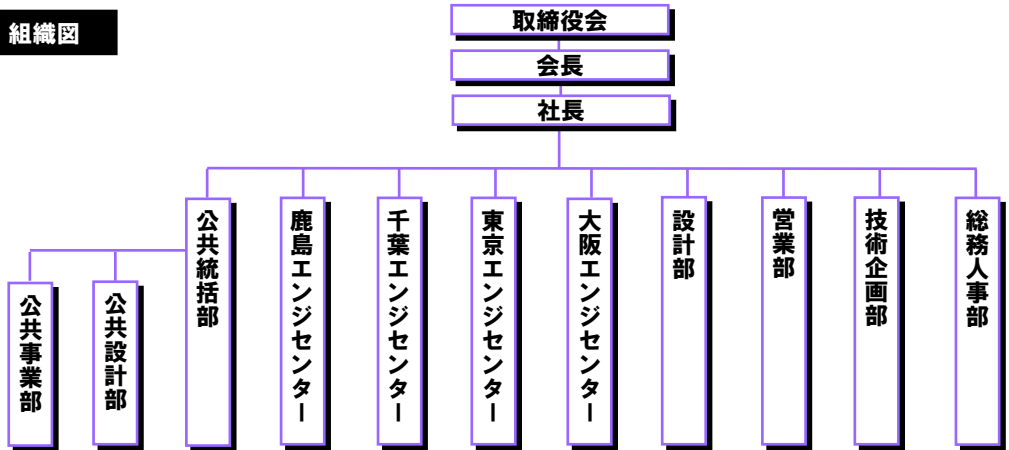 組織図
取締役会
会長
社長
公共事業部
公共設計部
公共統括部
鹿島エンジセンター
千葉エンジセンター
東京エンジセンター
大阪エンジセンター
設計部
営業部
技術企画部
総務人事部